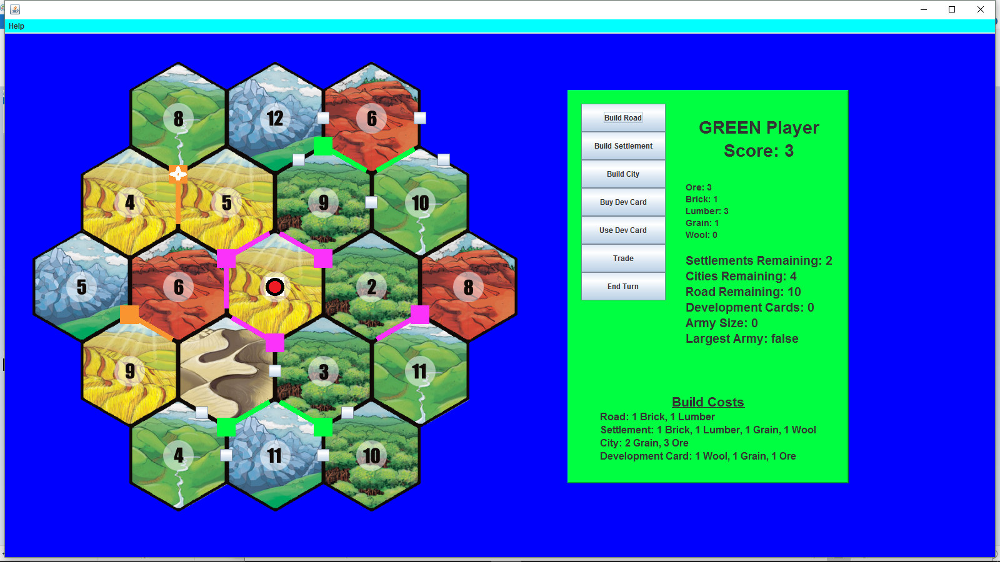 Help
8
12
6
4
5
9
10
5
6
2
8
9
3
11
4
11
10
Build Road
Build Settlement
Build City
Buy Dev Card
Use Dev Card
Trade
End Turn
GREEN Player
Score: 3
Ore: 3
Brick: 1
Lumber: 3
Grain: 1
Wool: 0
Settlements Remaining: 2
Cities Remaining: 4
Road Remaining: 10
Development Cards: 0
Army Size: 0
Largest Army: false
Build Costs
Road: 1 Brick, 1 Lumber
Settlement: 1 Brick, 1 Lumber, 1 Grain, 1 Wool
City: 2 Grain, 3 Ore
Development Card: 1 Wool, 1 Grain, 1 Ore